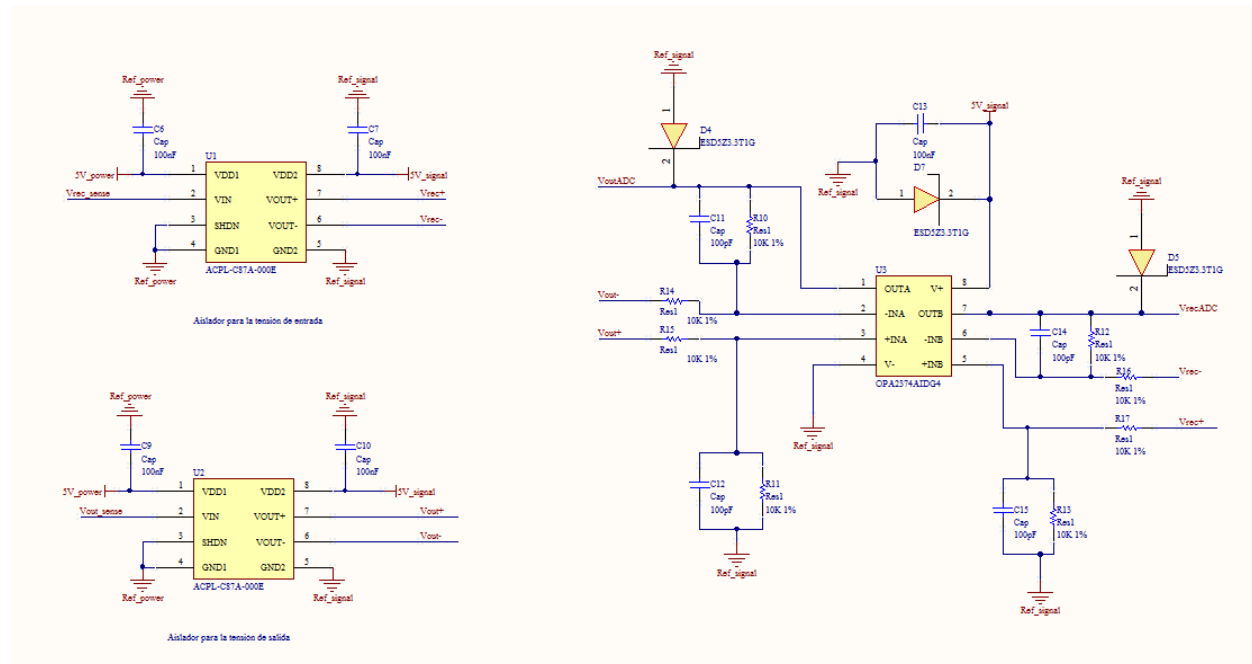 Ref_power
Ref_signal
C6
Cap
100nF
C7
Cap
100nF
U1
5V_power
1
VDD1
VDD2
8
5V_signal
Vrec_sense
2
VIN
VOUT+
7
Vrec+
3
SHDN
VOUT-
6
Vrec-
4
GND1
GND2
5
ACPL-C87A-000E
Ref_power
Ref_signal
Aislador para la tensión de entrada
Ref_power
Ref_signal
C9
Cap
100nF
C10
Cap
100nF
U2
5V_power
1
VDD1
VDD2
8
5V_signal
Vout_sense
2
VIN
VOUT+
7
Vout+
3
SHDN
VOUT-
6
Vout-
4
GND1
GND2
5
ACPL-C87A-000E
Ref_power
Ref_signal
Aislador para la tensión de salida
Ref_signal
1
D4
ESD5Z3.3T1G
2
VoutADC
C11
Cap
100pF
R10
Res1
10K 1%
C13
Cap
100nF
5V_signal
Ref_signal
D7
1
2
ESD5Z3.3T1G
Ref_signal
1
D5
ESD5Z3.3T1G
2
U3
1
OUTA
V+
8
Vout-
R14
Res1
10K 1%
2
-INA
OUTB
7
VrecADC
Vout+
R15
Res1
10K 1%
3
+INA
-INB
6
4
V-
+INB
5
OPA2374AIDG4
C14
Cap
100pF
R12
Res1
10K 1%
R16
Res1
10K 1%
Vrec-
R17
Res1
10K 1%
Vrec+
Ref_signal
C12
Cap
100pF
R11
Res1
10K 1%
Ref_signal
C15
Cap
100pF
R13
Res1
10K 1%
Ref_signal